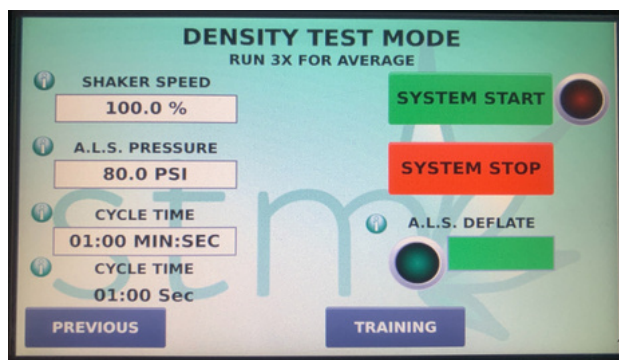 DENSITY TEST MODE
RUN 3X FOR AVERAGE
SHAKER SPEED
100.0 %
SYSTEM START
A.L.S. PRESSURE
80.0 PSI
SYSTEM STOP
CYCLE TIME
01:00 MIN:SEC
A.L.S. DEFLATE
CYCLE TIME
01:00 Sec
PREVIOUS
TRAINING
stm